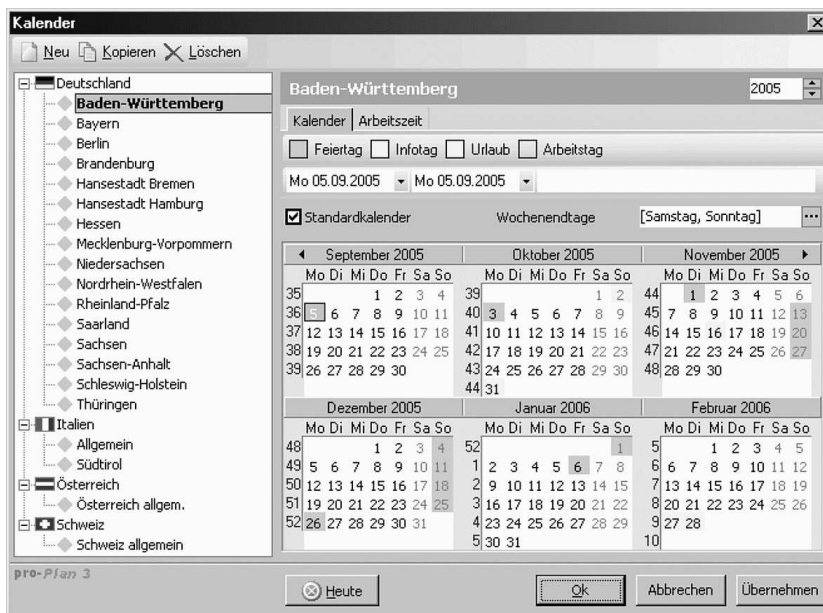 Kalender
Neu Kopieren Löschen
Deutschland
Baden-Württemberg
Bayern
Berlin
Brandenburg
Hansestadt Bremen
Hansestadt Hamburg
Hessen
Mecklenburg-Vorpommern
Niedersachsen
Nordrhein-Westfalen
Rheinland-Pfalz
Saarland
Sachsen
Sachsen-Anhalt
Schleswig-Holstein
Thüringen
Italien
Allgemein
Südtirol
Österreich
Österreich allgem.
Schweiz
Schweiz allgemein
pro-Plan 3
Baden-Württemberg 2005
Kalender Arbeitszeit
Feiertag Infotag Urlaub Arbeitstag
Mo 05.09.2005 Mo 05.09.2005
Standardkalender Wochenendtage [Samstag, Sonntag] ...
September 2005
Mo Di Mi Do Fr Sa So
35 1 2 3 4
36 5 6 7 8 9 10 11
37 12 13 14 15 16 17 18
38 19 20 21 22 23 24 25
39 26 27 28 29 30
Oktober 2005
Mo Di Mi Do Fr Sa So
39 1 2
40 3 4 5 6 7 8 9
41 10 11 12 13 14 15 16
42 17 18 19 20 21 22 23
43 24 25 26 27 28 29 30
44 31
November 2005
Mo Di Mi Do Fr Sa So
44 1 2 3 4 5 6
45 7 8 9 10 11 12 13
46 14 15 16 17 18 19 20
47 21 22 23 24 25 26 27
48 28 29 30
Dezember 2005
Mo Di Mi Do Fr Sa So
48 1 2 3 4
49 5 6 7 8 9 10 11
50 12 13 14 15 16 17 18
51 19 20 21 22 23 24 25
52 26 27 28 29 30 31
Januar 2006
Mo Di Mi Do Fr Sa So
52 1
1 2 3 4 5 6 7 8
2 9 10 11 12 13 14 15
3 16 17 18 19 20 21 22
4 23 24 25 26 27 28 29
5 30 31
Februar 2006
Mo Di Mi Do Fr Sa So
5 1 2 3 4 5
6 6 7 8 9 10 11 12
7 13 14 15 16 17 18 19
8 20 21 22 23 24 25 26
9 27 28
10
Heute Ok Abbrechen Übernehmen